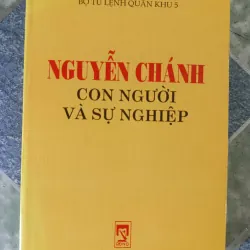 BỘ TƯ LỆNH QUÂN KHU 5
NGUYỄN CHÁNH
CON NGƯỜI
VÀ SỰ NGHIỆP